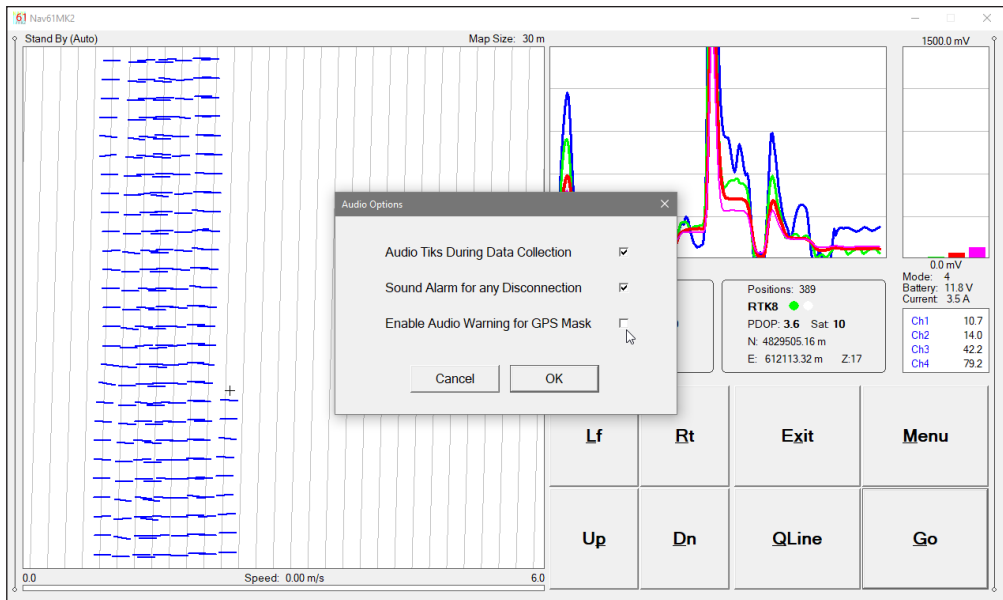 61 Nav61MK2
Stand By (Auto)
Map Size: 30 m
1500.0 mV
Audio Options
Audio Tiks During Data Collection
Sound Alarm for any Disconnection
Enable Audio Warning for GPS Mask
Cancel
OK
Positions: 389
RTK8
PDOP: 3.6 Sat: 10
N: 4829505.16 m
E: 612113.32 m Z:17
0.0 mV
Mode: 4
Battery: 11.8 V
Current: 3.5 A
Ch1 10.7
Ch2 14.0
Ch3 42.2
Ch4 79.2
Lf
Rt
Exit
Menu
Up
Dn
QLine
Go
0.0
Speed: 0.00 m/s
6.0